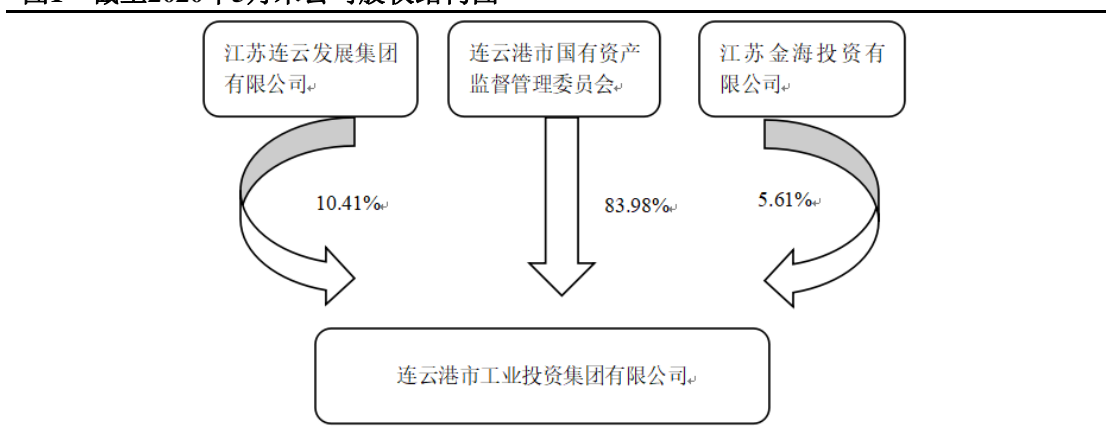 江苏连云发展集团
有限公司
连云港市国有资产
监督管理委员会
江苏金海投资有
限公司
10.41%
83.98%
5.61%
连云港市工业投资集团有限公司